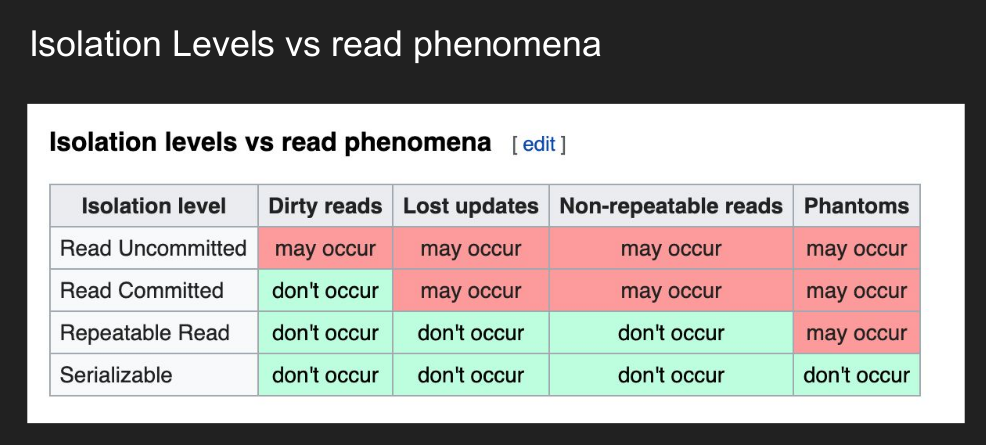 Isolation Levels vs read phenomena
Isolation levels vs read phenomena [ edit ]
Isolation level Dirty reads Lost updates Non-repeatable reads Phantoms
Read Uncommitted may occur may occur may occur may occur
Read Committed don't occur may occur may occur may occur
Repeatable Read don't occur don't occur don't occur may occur
Serializable don't occur don't occur don't occur don't occur